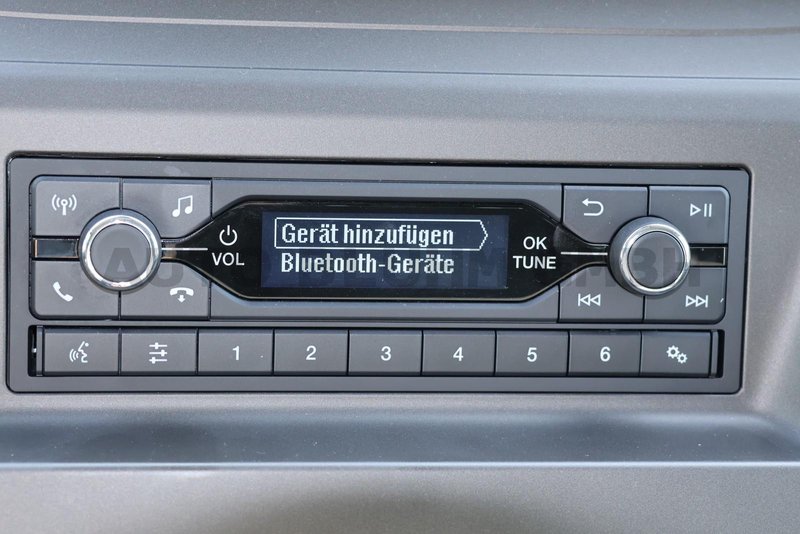 Gerät hinzufügen
Bluetooth-Geräte
VOL
OK
TUNE
1 2 3 4 5 6